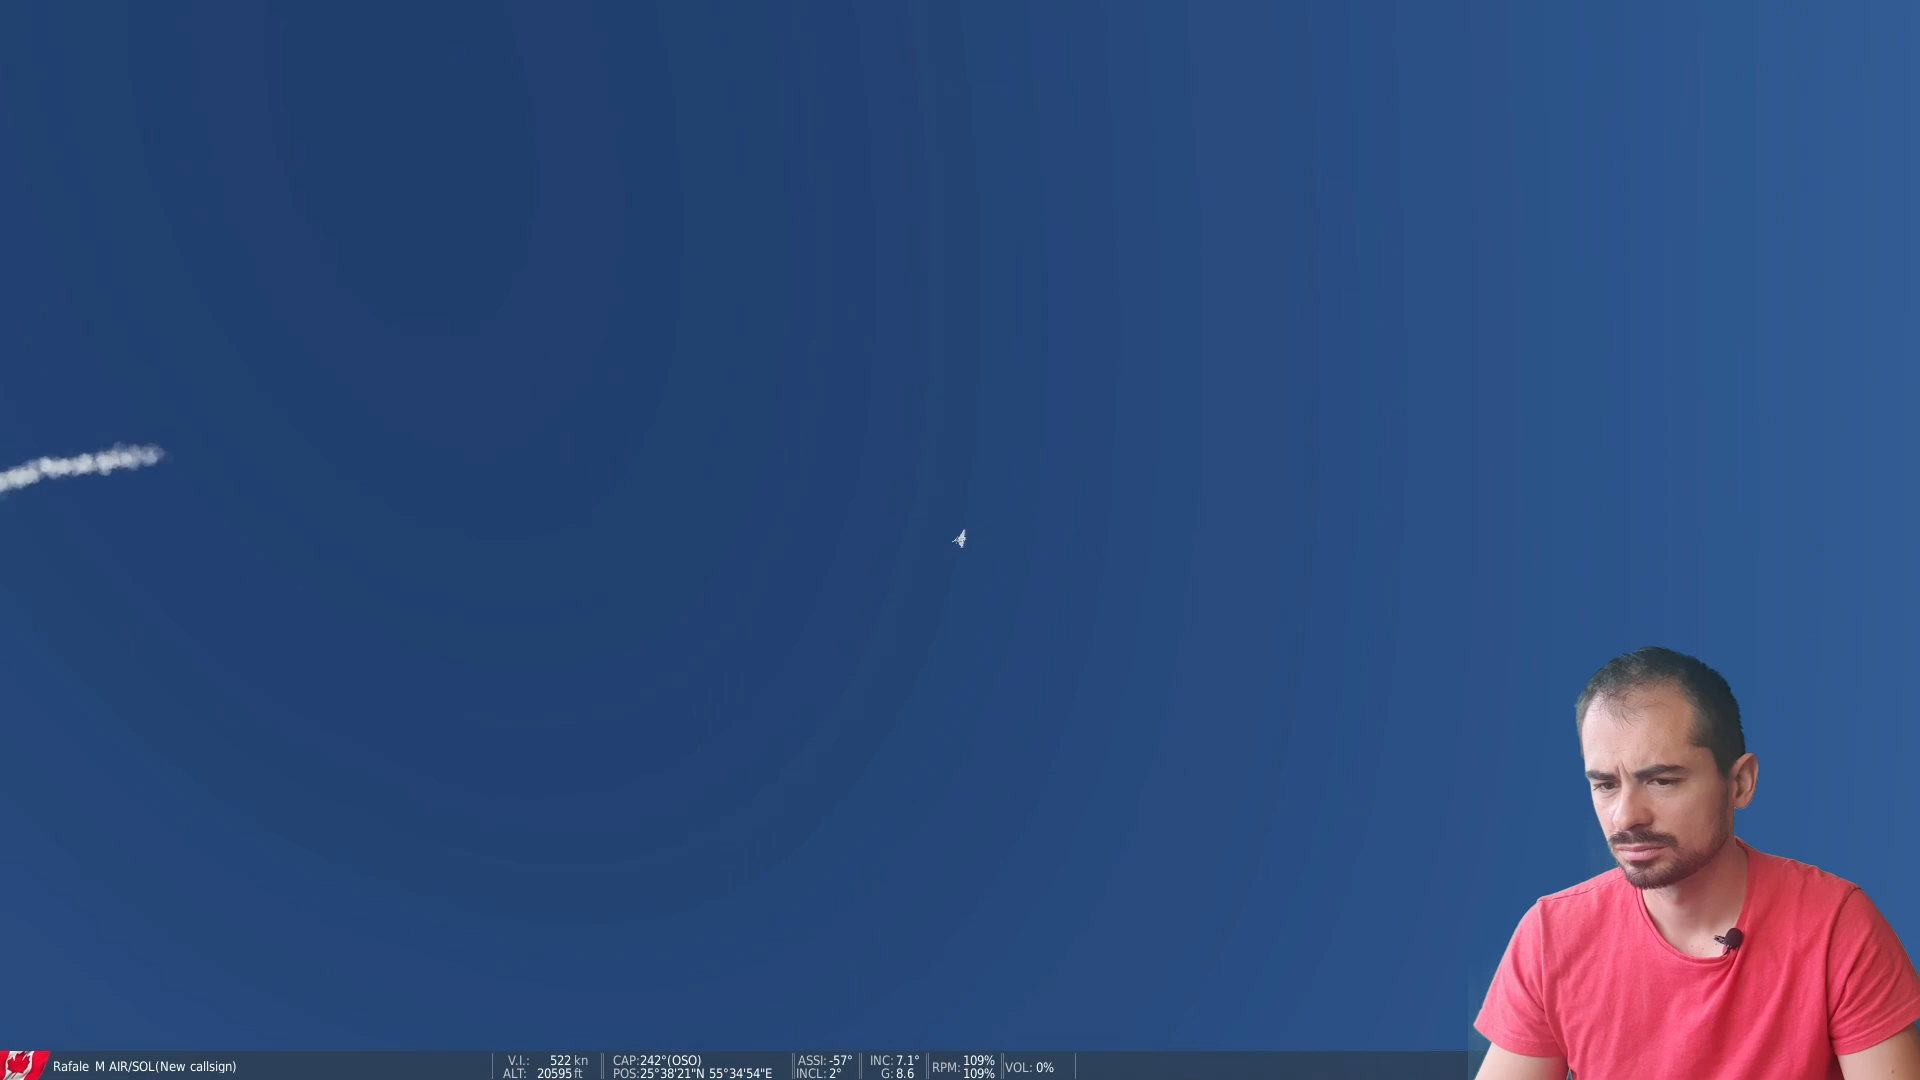 Rafale M AIR/SOL(New callsign)
V.I.: 522 kn
ALT: 20595 ft
CAP:242°(OSO)
POS:25°38'21"N 55°34'54"E
ASSI:-57°
INCL: 2°
INC: 7.1°
G: 8.6
RPM: 109%
109%
VOL: 0%